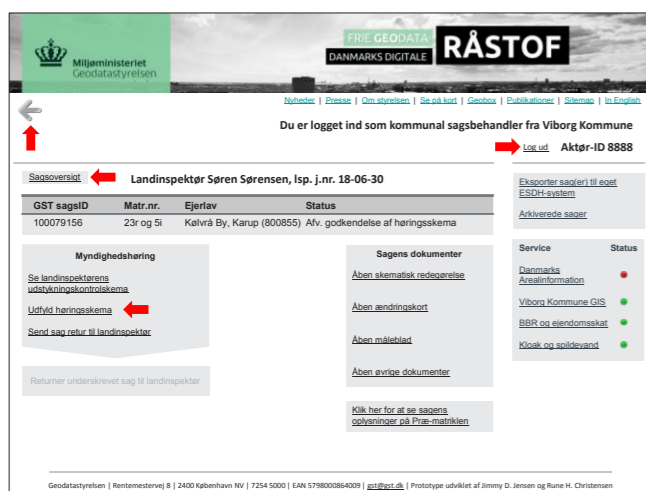 Miljøministeriet
Geodatastyrelsen
FRIE GEODATA
DANMARKS DIGITALE
RÅSTOF
Nyheder | Presse | Om styrelsen | Se på kort | Geobox | Publikationer | Sitemap | In English
Du er logget ind som kommunal sagsbehandler fra Viborg Kommune
Log ud Aktør-ID 8888
Sagsoversigt Landinspektør Søren Sørensen, lsp. j.nr. 18-06-30
GST sagsID Matr.nr. Ejerlav Status
100079156 23r og 5i Kølvrå By, Karup (800855) Afv. godkendelse af høringsskema
Myndighedshøring
Se landinspektørens
udstykningskontrolskema
Udfyld høringsskema
Send sag retur til landinspektør
Returner underskrevet sag til landinspektør
Sagens dokumenter
Åben skematisk redegørelse
Åben ændringskort
Åben måleblad
Åben øvrige dokumenter
Klik her for at se sagens
oplysninger på Præ-matriklen
Eksporter sag(er) til eget
ESDH-system
Arkiverede sager
Service Status
Danmarks
Arealinformation
Viborg Kommune GIS
BBR og ejendomsskat
Kloak og spildevand
Geodatastyrelsen | Rentemestervej 8 | 2400 København NV | 7254 5000 | EAN 5798000864009 | gst@gst.dk | Prototype udviklet af Jimmy D. Jensen og Rune H. Christensen